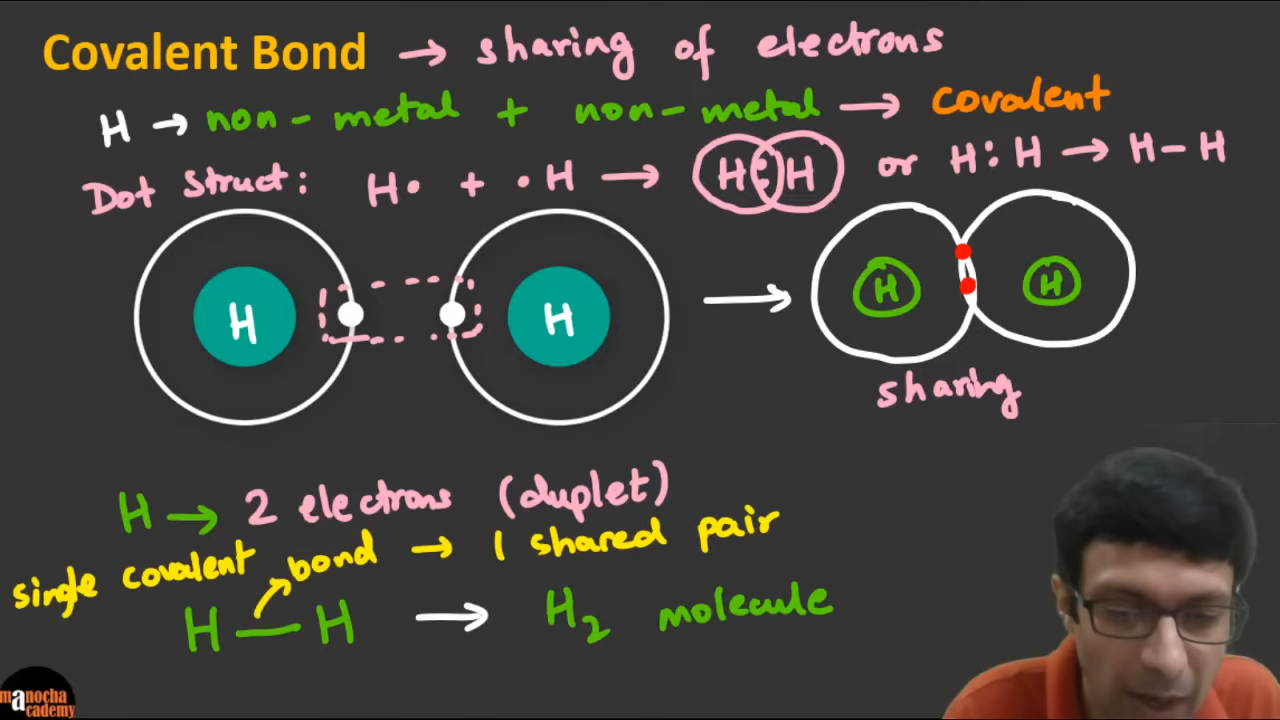 Covalent Bond → sharing of electrons
H → non-metal + non-metal → covalent
Dot Struct: H• + •H → H:H or H:H → H-H
H H → H H
sharing
H → 2 electrons (duplet)
single covalent bond → 1 shared pair
H-H → H₂ molecule
manocha
academy